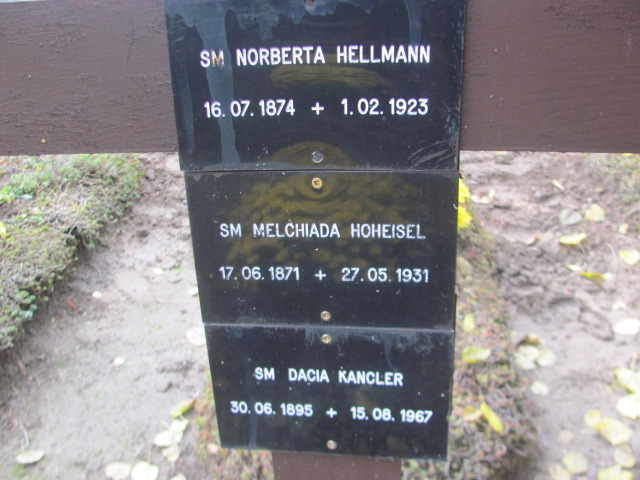 SM NORBERTA HELLMANN
16.07.1874 + 1.02.1923
SM MELCHIADA HOHEISEL
17.06.1871 + 27.05.1931
SM DACIA KANGLER
30.06.1895 + 15.08.1967